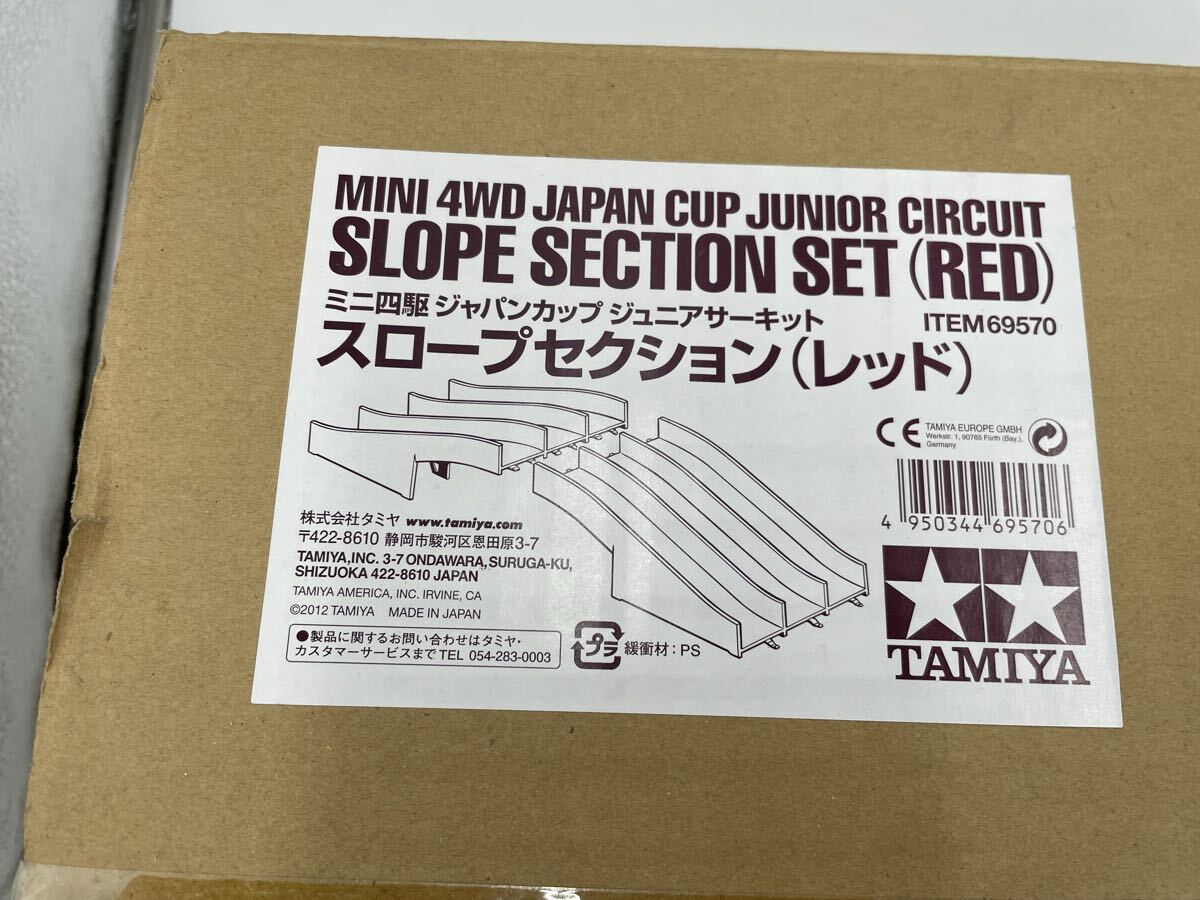 MINI 4WD JAPAN CUP JUNIOR CIRCUIT
SLOPE SECTION SET (RED)
ミニ四駆 ジャパンカップ ジュニアサーキット
ITEM 69570
スロープセクション(レッド)
CE
TAMIYA EUROPE GMBH
Werkstr. 1, 90765 Fürth (Bay.),
Germany
4 950344 695706
株式会社タミヤ www.tamiya.com
〒422-8610 静岡市駿河区恩田原3-7
TAMIYA,INC. 3-7 ONDAWARA,SURUGA-KU,
SHIZUOKA 422-8610 JAPAN
TAMIYA AMERICA, INC. IRVINE, CA
©2012 TAMIYA MADE IN JAPAN
●製品に関するお問い合わせはタミヤ・
カスタマーサービスまで TEL 054-283-0003
プラ 緩衝材:PS
TAMIYA